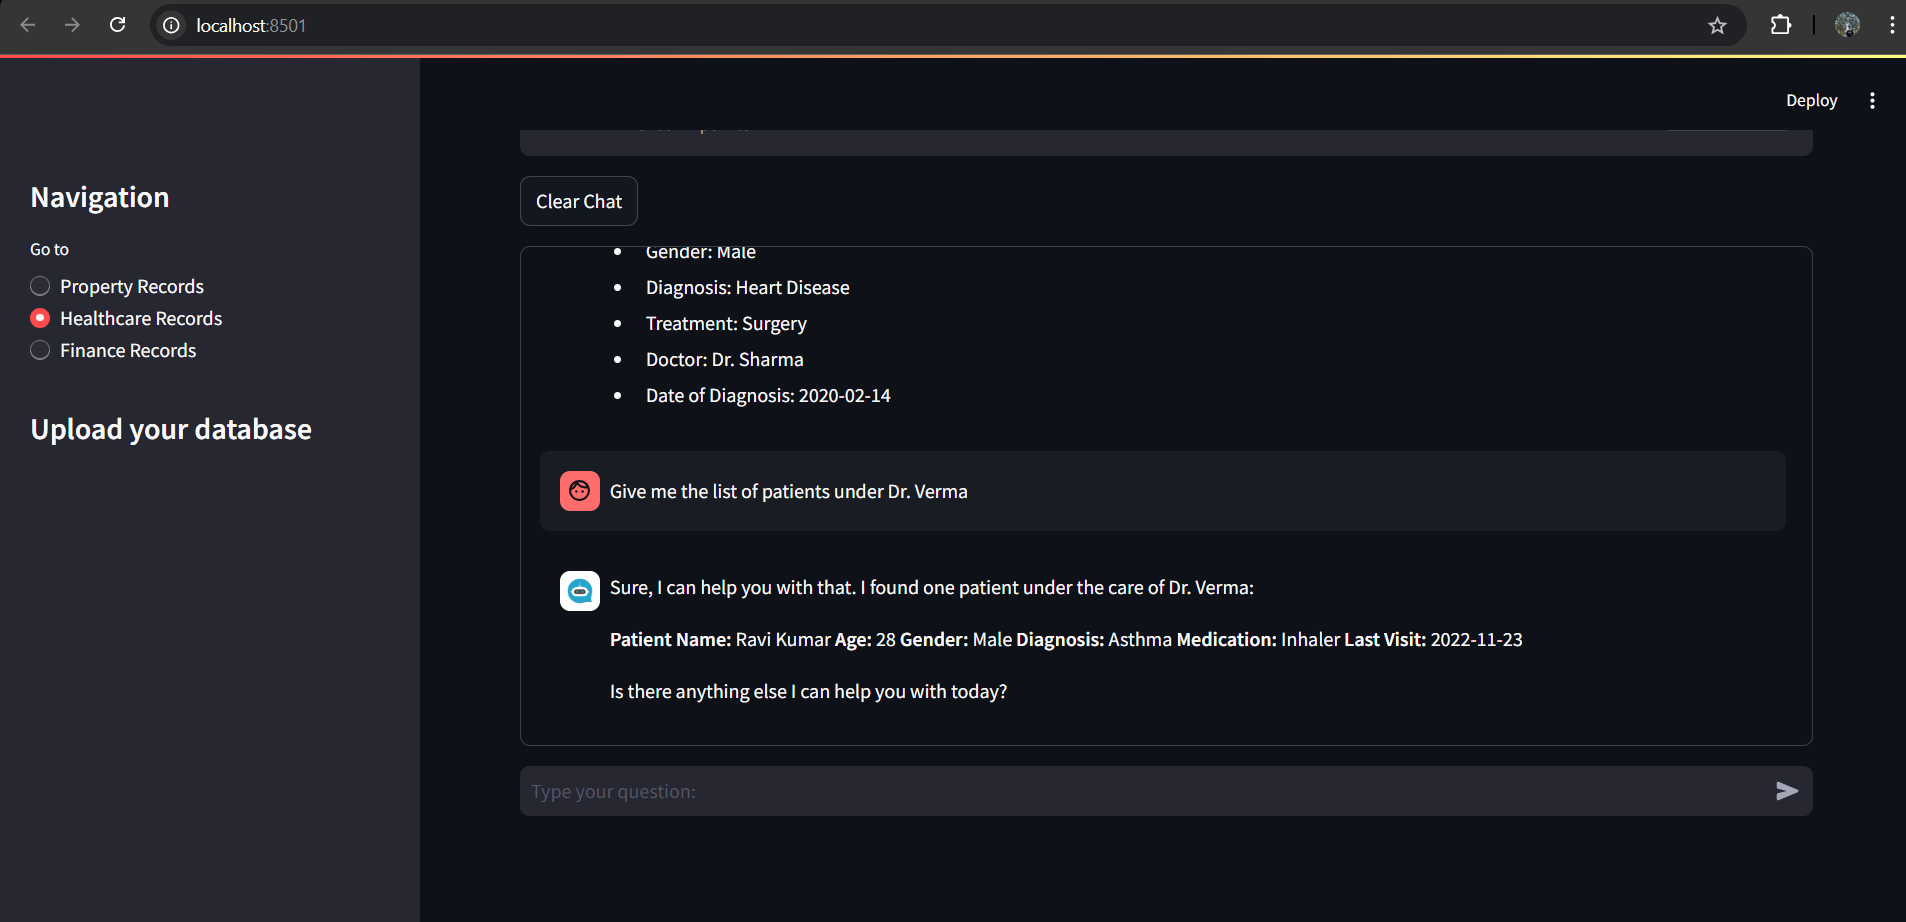 localhost:8501
Deploy
Navigation
Go to
Property Records
Healthcare Records
Finance Records
Upload your database
Clear Chat
Gender: Male
Diagnosis: Heart Disease
Treatment: Surgery
Doctor: Dr. Sharma
Date of Diagnosis: 2020-02-14
Give me the list of patients under Dr. Verma
Sure, I can help you with that. I found one patient under the care of Dr. Verma:
Patient Name: Ravi Kumar Age: 28 Gender: Male Diagnosis: Asthma Medication: Inhaler Last Visit: 2022-11-23
Is there anything else I can help you with today?
Type your question: